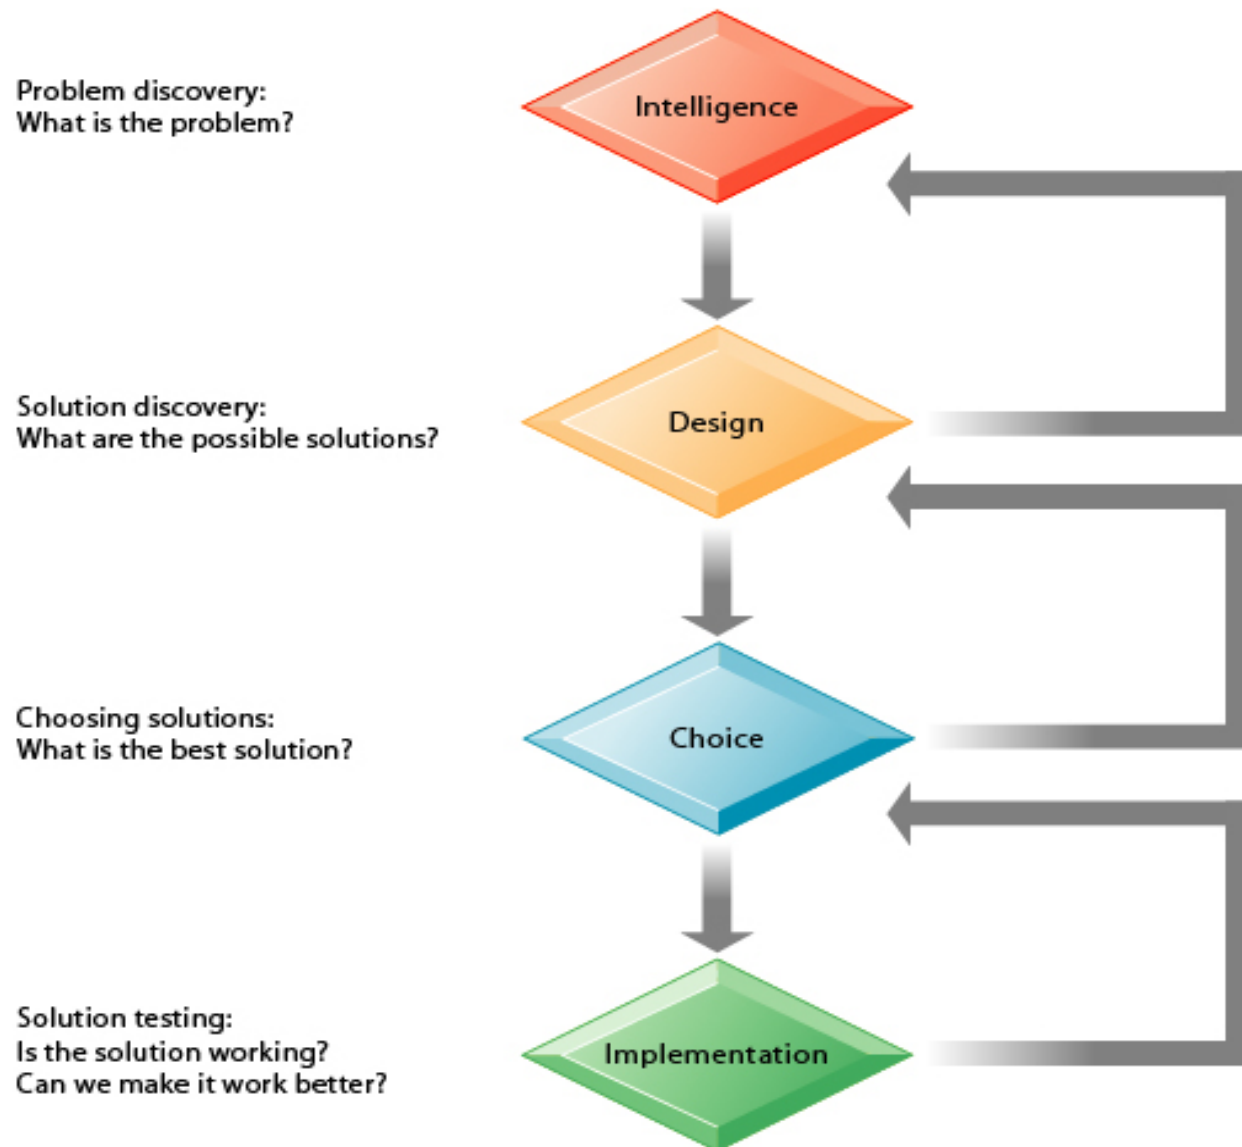 Problem discovery:
What is the problem?
Intelligence
Solution discovery:
What are the possible solutions?
Design
Choosing solutions:
What is the best solution?
Choice
Solution testing:
Is the solution working?
Can we make it work better?
Implementation